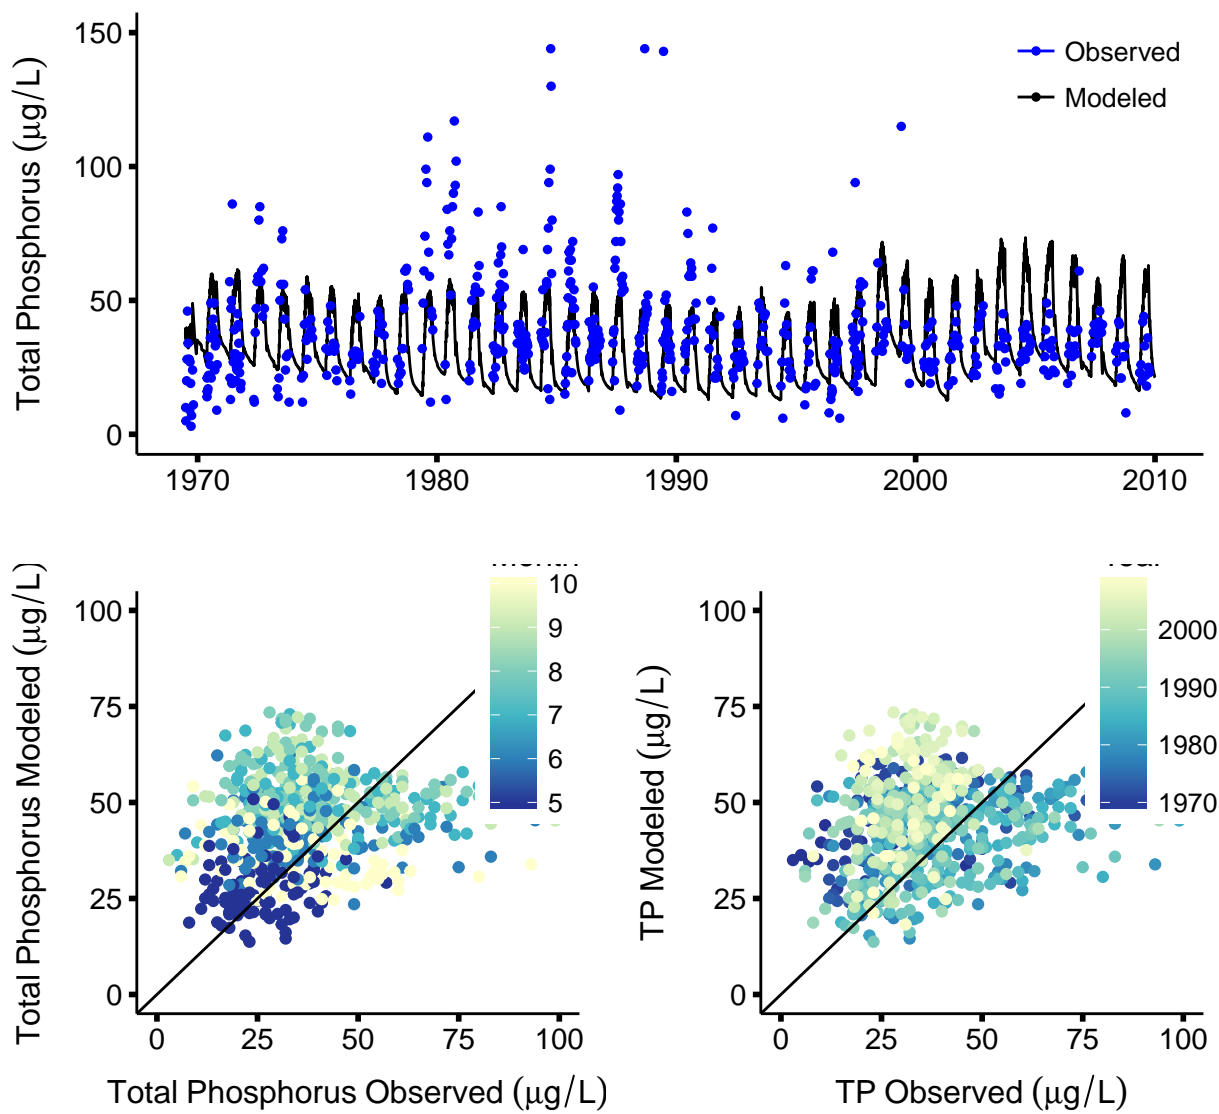 Total Phosphorus (µg/L)
150
100
50
0
Observed
Modeled
1970 1980 1990 2000 2010
Total Phosphorus Modeled (µg/L)
100
75
50
25
0
10
9
8
7
6
5
0 25 50 75 100
Total Phosphorus Observed (µg/L)
TP Modeled (µg/L)
100
75
50
25
0
2000
1990
1980
1970
0 25 50 75 100
TP Observed (µg/L)